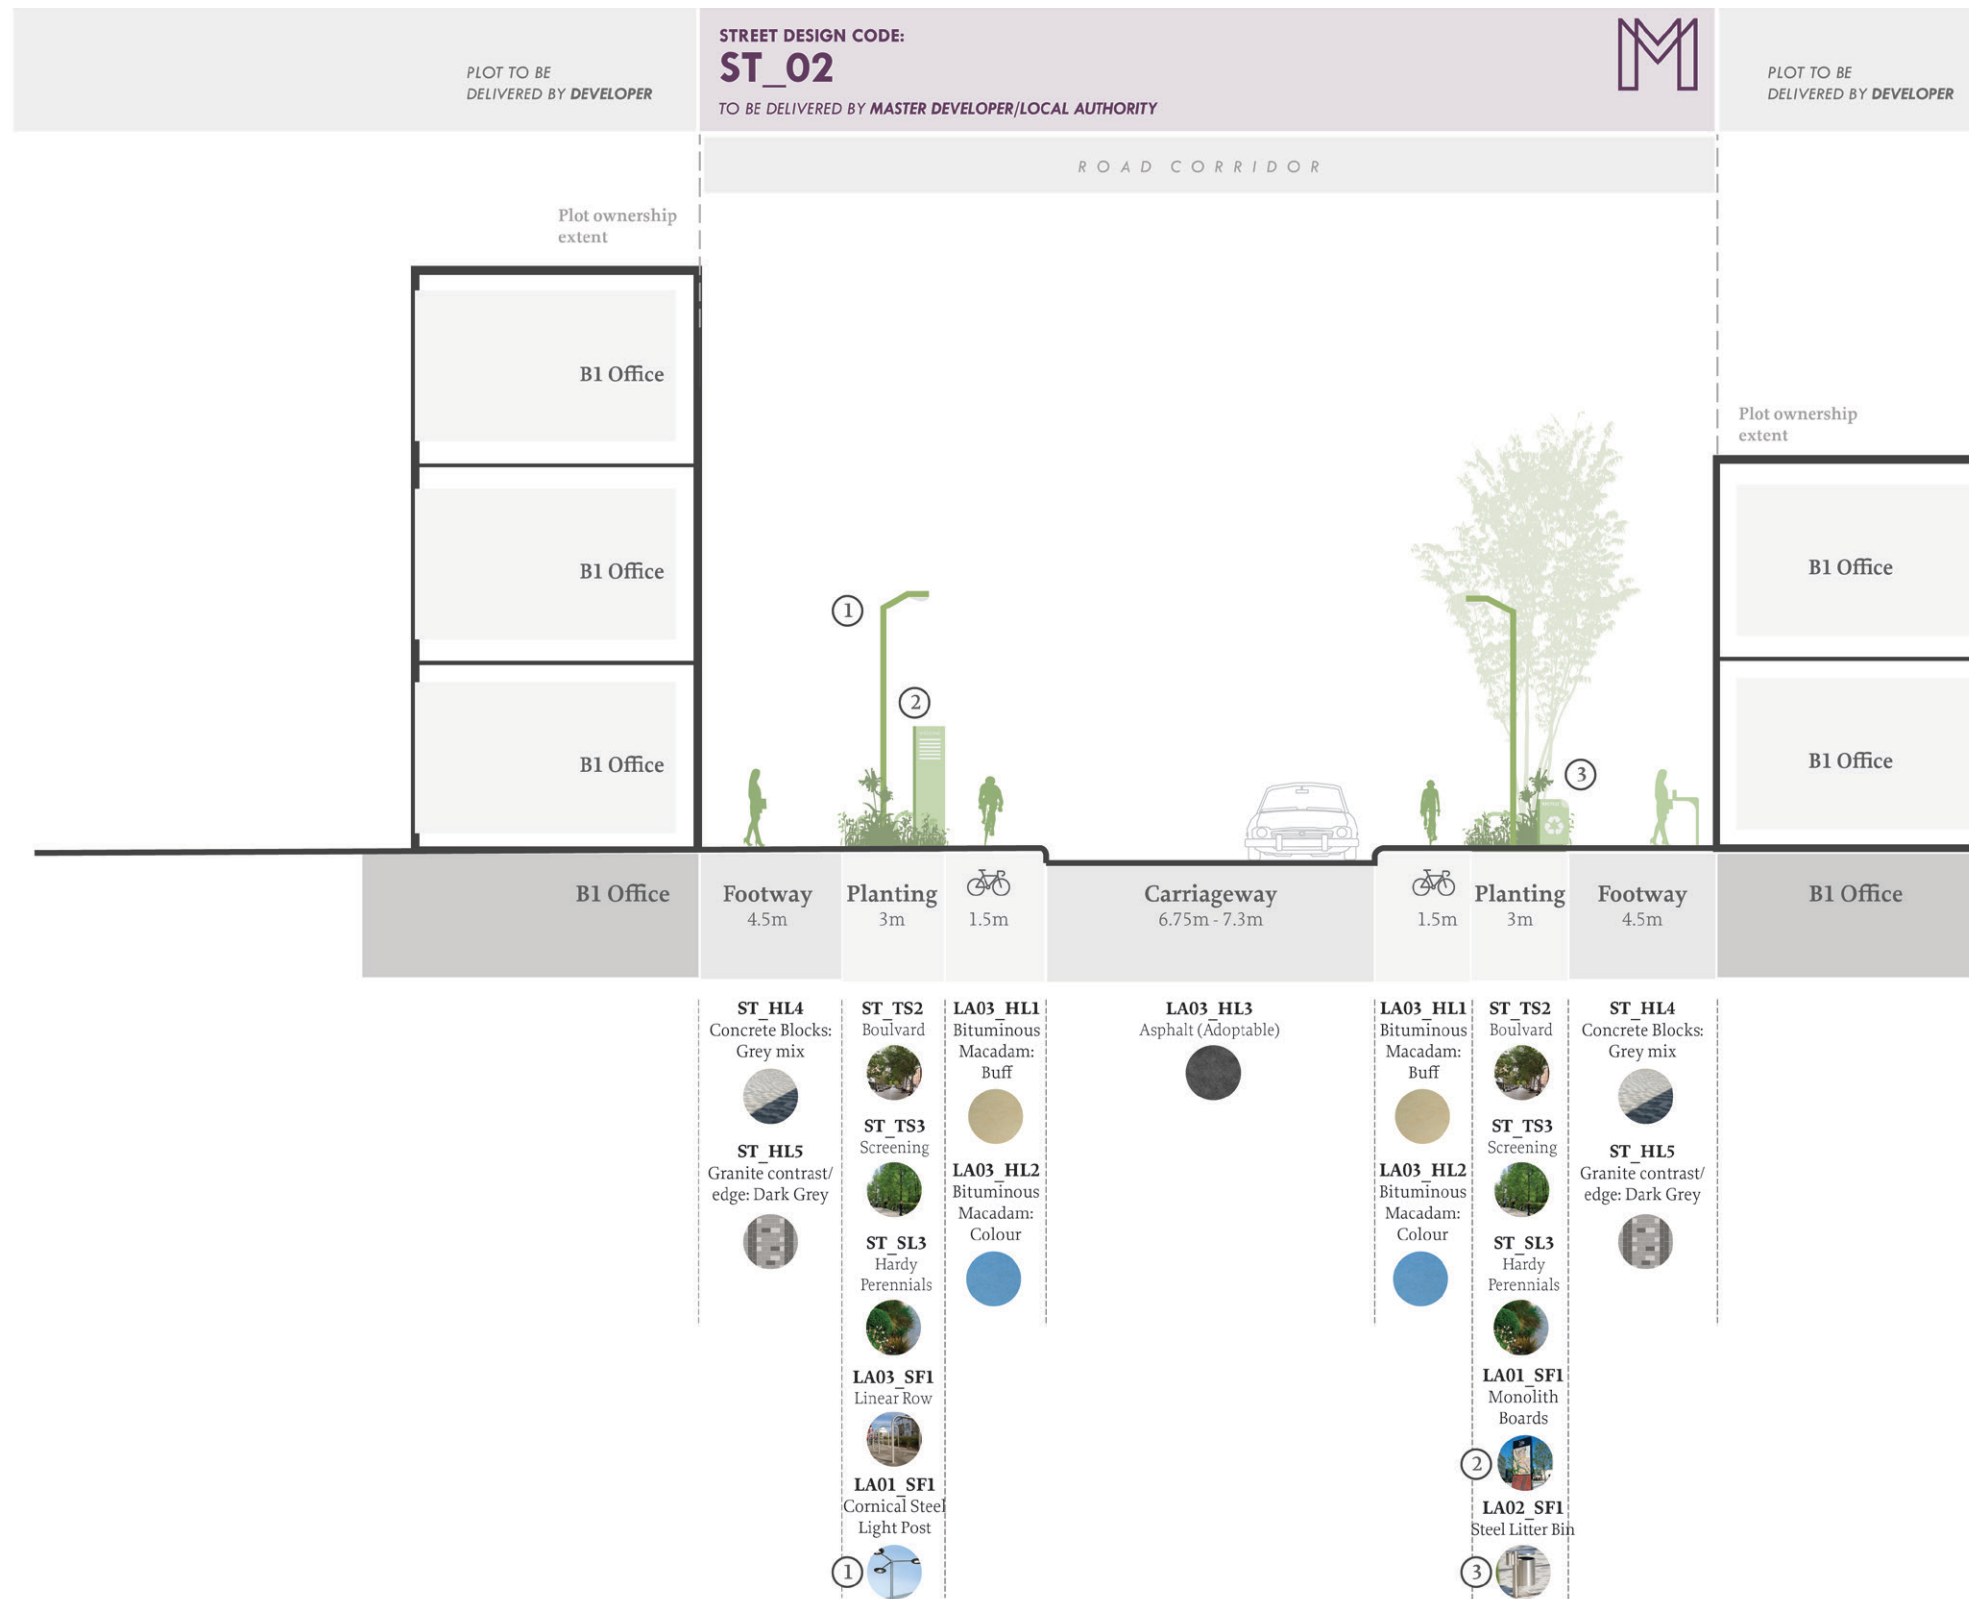 PLOT TO BE
DELIVERED BY DEVELOPER
STREET DESIGN CODE:
ST_02
TO BE DELIVERED BY MASTER DEVELOPER/LOCAL AUTHORITY
PLOT TO BE
DELIVERED BY DEVELOPER
ROAD CORRIDOR
Plot ownership
extent
Plot ownership
extent
B1 Office
B1 Office
B1 Office
B1 Office
B1 Office
1
2
3
B1 Office
Footway
4.5m
Planting
3m
1.5m
Carriageway
6.75m - 7.3m
1.5m
Planting
3m
Footway
4.5m
B1 Office
ST_HL4
Concrete Blocks:
Grey mix
ST_HL5
Granite contrast/
edge: Dark Grey
ST_TS2
Boulvard
ST_TS3
Screening
ST_SL3
Hardy
Perennials
LA03_SF1
Linear Row
LA01_SF1
Cornical Steel
Light Post
1
LA03_HL1
Bituminous
Macadam:
Buff
LA03_HL2
Bituminous
Macadam:
Colour
LA03_HL3
Asphalt (Adoptable)
LA03_HL1
Bituminous
Macadam:
Buff
LA03_HL2
Bituminous
Macadam:
Colour
ST_TS2
Boulvard
ST_TS3
Screening
ST_SL3
Hardy
Perennials
LA01_SF1
Monolith
Boards
2
LA02_SF1
Steel Litter Bin
3
ST_HL4
Concrete Blocks:
Grey mix
ST_HL5
Granite contrast/
edge: Dark Grey